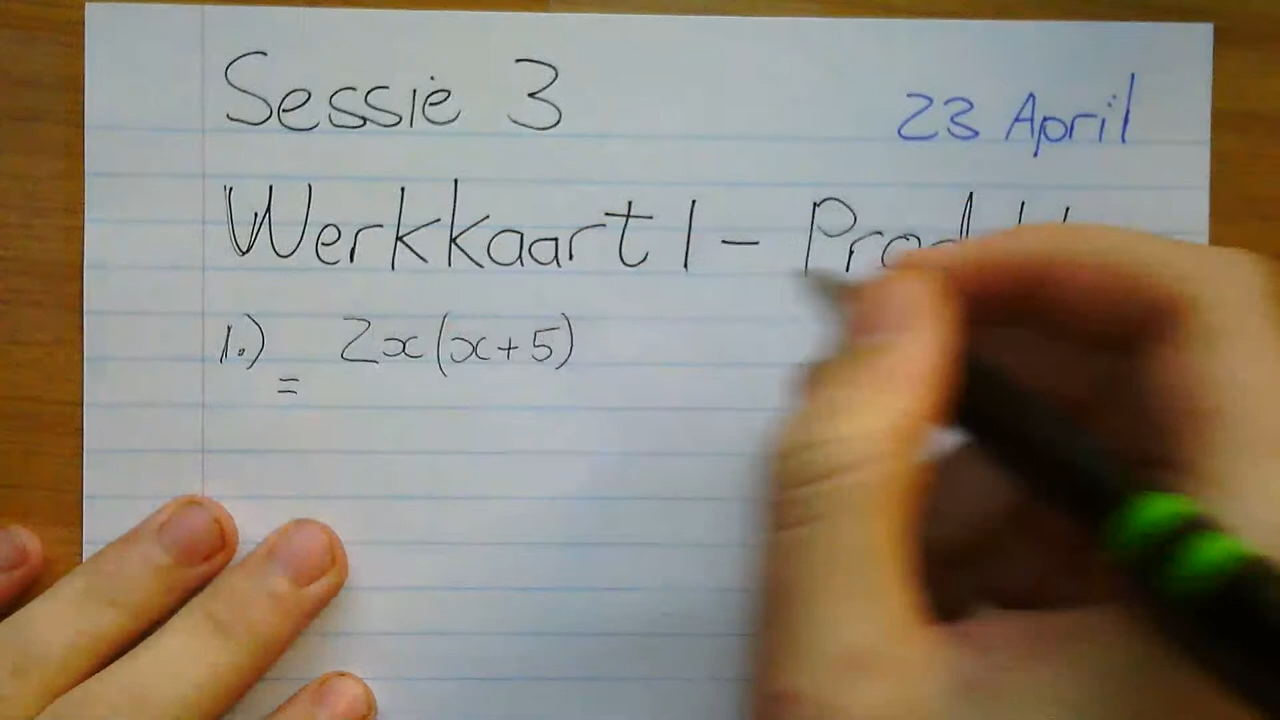 Sessie 3
23 April
Werkkaart 1 -
1.) 2x(x+5)
=